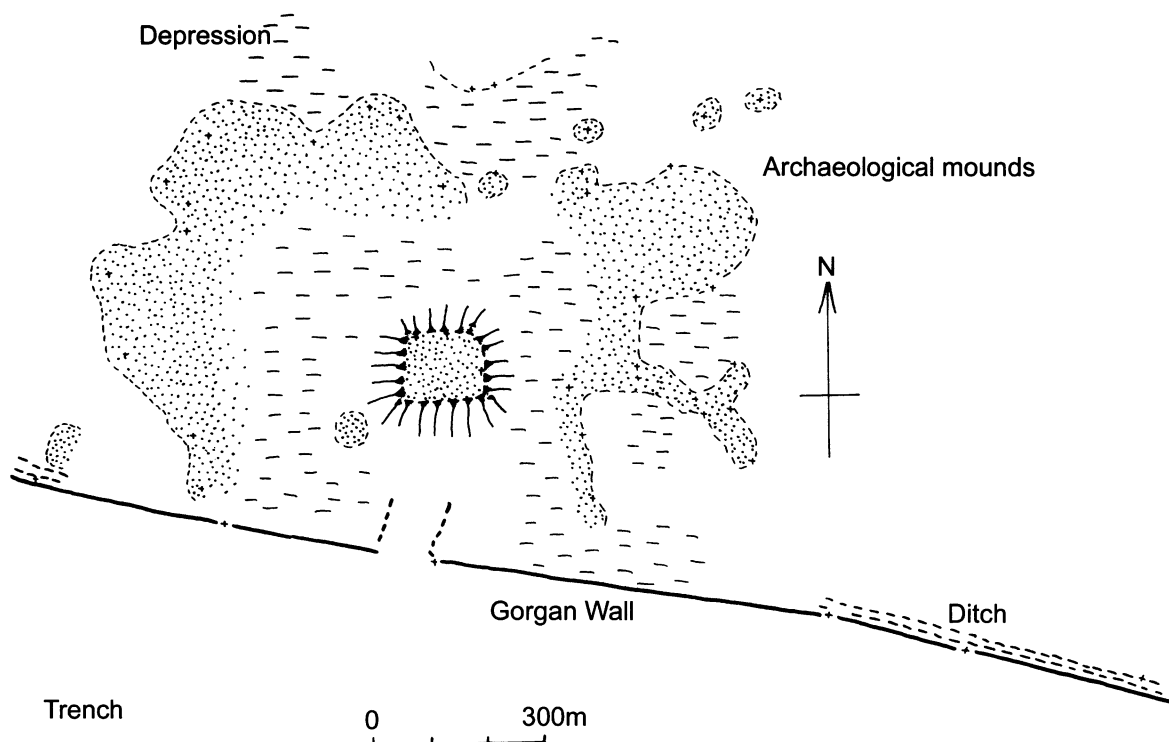 Depression
Archaeological mounds
N
Gorgan Wall
Ditch
Trench
0 300m